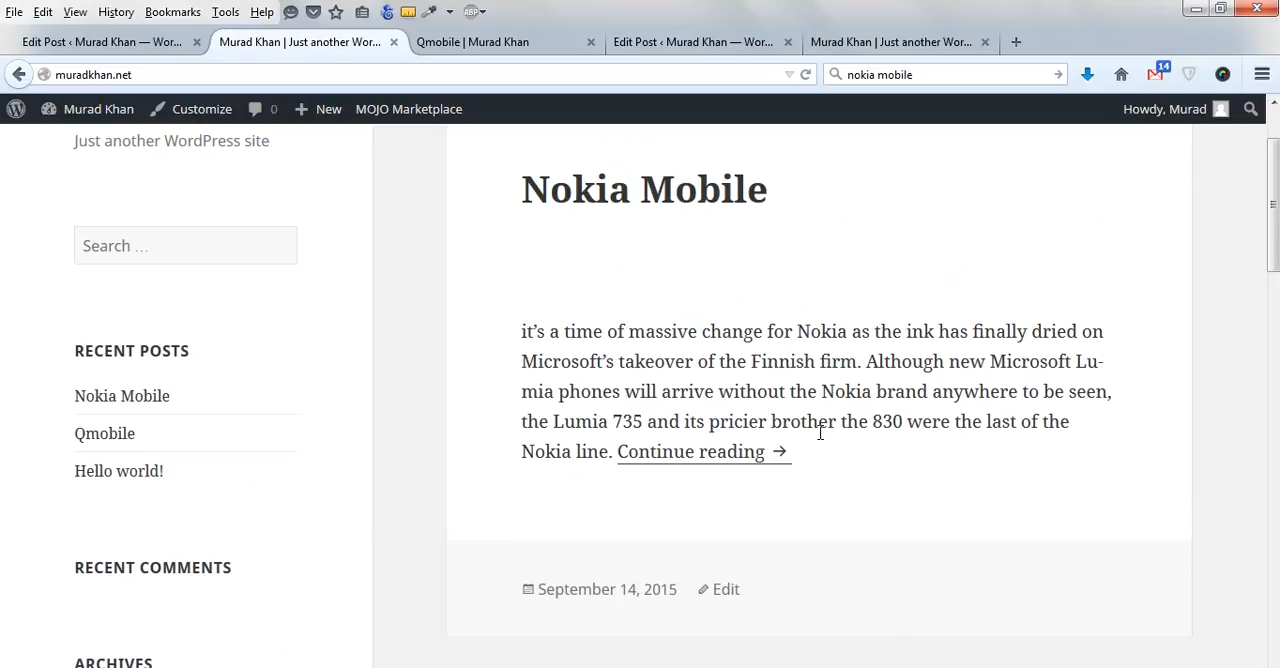 File Edit View History Bookmarks Tools Help ABP
Edit Post ‹ Murad Khan — Wor... Murad Khan | Just another Wor... Qmobile | Murad Khan Edit Post ‹ Murad Khan — Wor... Murad Khan | Just another Wor...
muradkhan.net nokia mobile 14
Murad Khan Customize 0 New MOJO Marketplace Howdy, Murad
Just another WordPress site
Search ...
RECENT POSTS
Nokia Mobile
Qmobile
Hello world!
RECENT COMMENTS
ARCHIVES
Nokia Mobile
it’s a time of massive change for Nokia as the ink has finally dried on
Microsoft’s takeover of the Finnish firm. Although new Microsoft Lu-
mia phones will arrive without the Nokia brand anywhere to be seen,
the Lumia 735 and its pricier brother the 830 were the last of the
Nokia line. Continue reading →
September 14, 2015 Edit